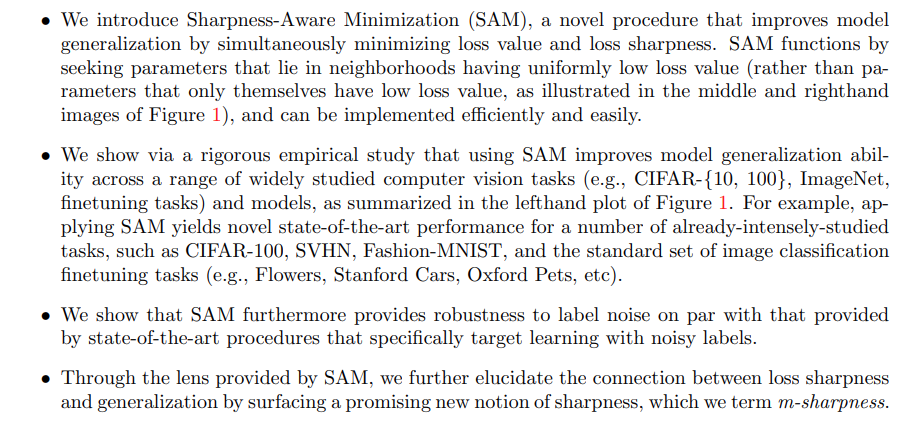 • We introduce Sharpness-Aware Minimization (SAM), a novel procedure that improves model
generalization by simultaneously minimizing loss value and loss sharpness. SAM functions by
seeking parameters that lie in neighborhoods having uniformly low loss value (rather than pa-
rameters that only themselves have low loss value, as illustrated in the middle and righthand
images of Figure 1), and can be implemented efficiently and easily.
• We show via a rigorous empirical study that using SAM improves model generalization abil-
ity across a range of widely studied computer vision tasks (e.g., CIFAR-{10, 100}, ImageNet,
finetuning tasks) and models, as summarized in the lefthand plot of Figure 1. For example, ap-
plying SAM yields novel state-of-the-art performance for a number of already-intensely-studied
tasks, such as CIFAR-100, SVHN, Fashion-MNIST, and the standard set of image classification
finetuning tasks (e.g., Flowers, Stanford Cars, Oxford Pets, etc).
• We show that SAM furthermore provides robustness to label noise on par with that provided
by state-of-the-art procedures that specifically target learning with noisy labels.
• Through the lens provided by SAM, we further elucidate the connection between loss sharpness
and generalization by surfacing a promising new notion of sharpness, which we term m-sharpness.